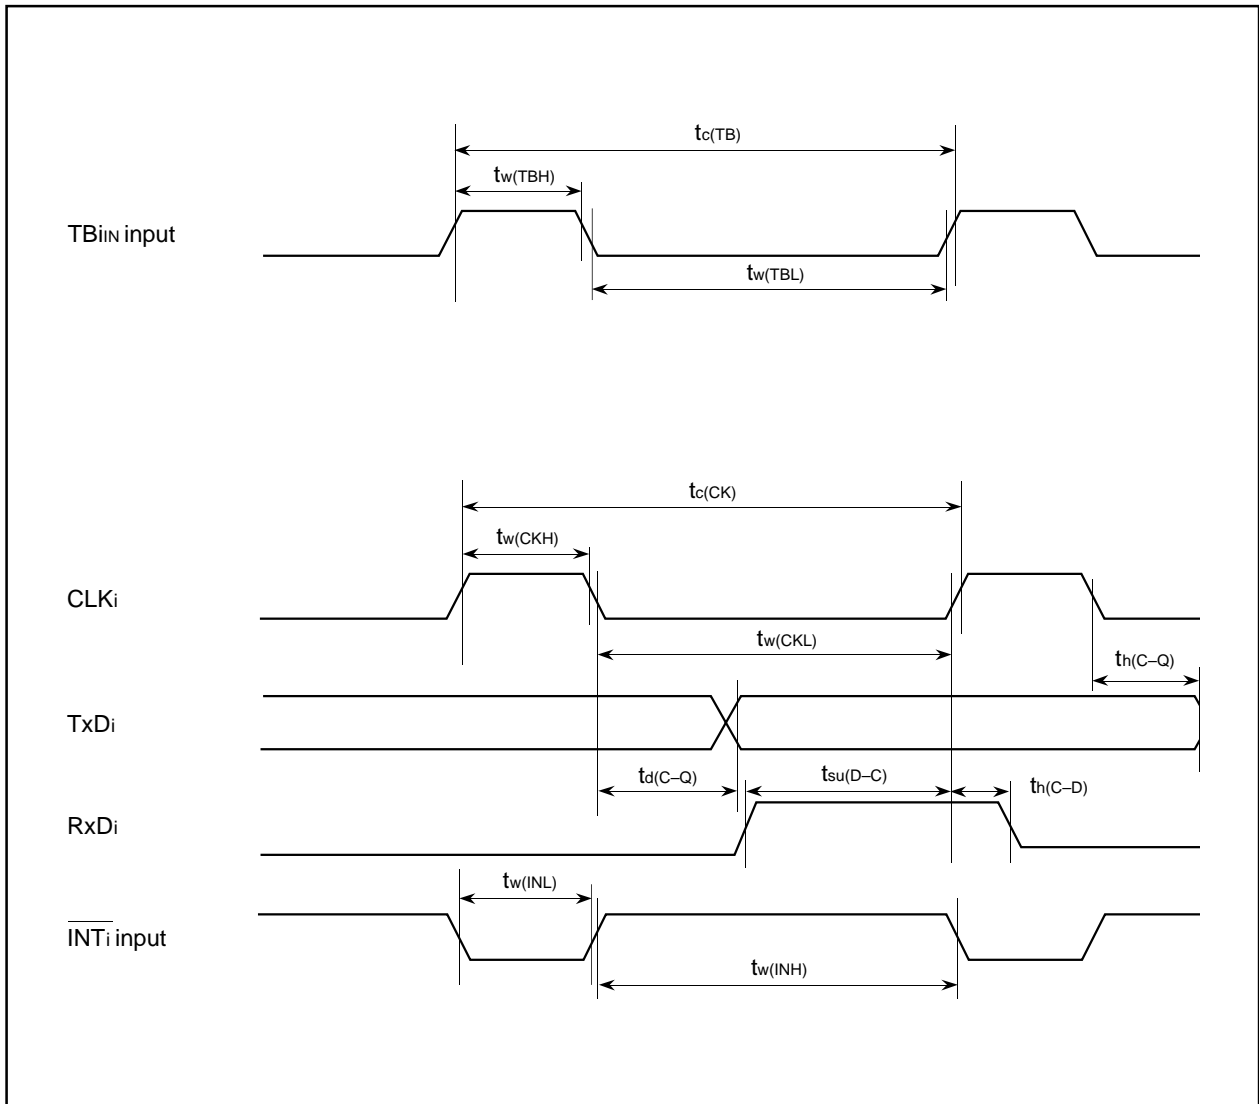 tc(TB)
tw(TBH)
TBiIN input
tw(TBL)
tc(CK)
tw(CKH)
CLKi
tw(CKL)
th(C–Q)
TxDi
td(C–Q)
tsu(D–C)
th(C–D)
RxDi
tw(INL)
INTi input
tw(INH)